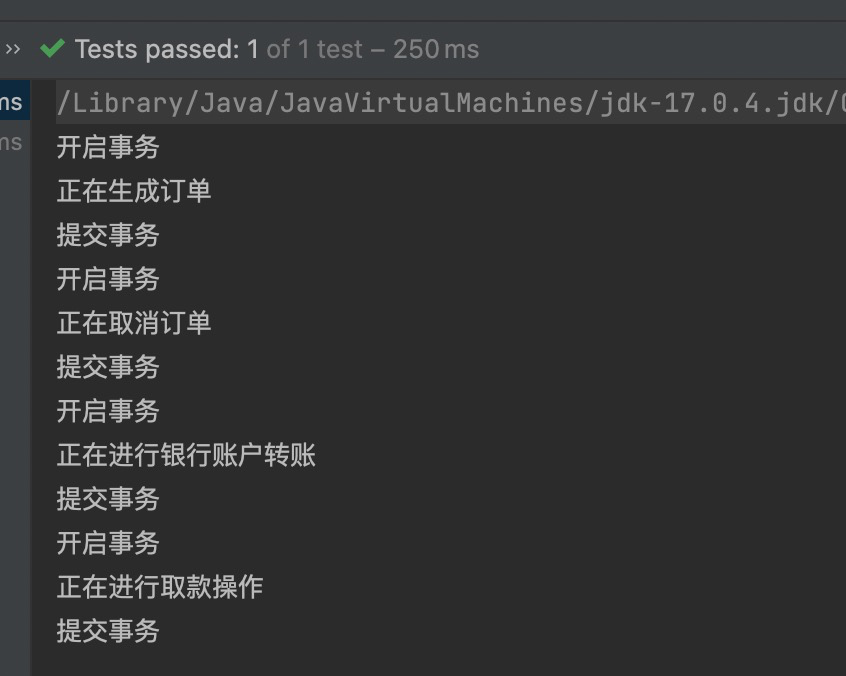 ›› Tests passed: 1 of 1 test – 250 ms
ms /Library/Java/JavaVirtualMachines/jdk-17.0.4.jdk/
ms 开启事务
正在生成订单
提交事务
开启事务
正在取消订单
提交事务
开启事务
正在进行银行账户转账
提交事务
开启事务
正在进行取款操作
提交事务